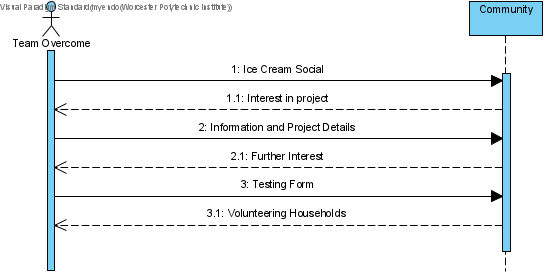 Visual Paradigm Standard(myendo(Worcester Polytechnic Institute))
Community
Team Overcome
1: Ice Cream Social
1.1: Interest in project
2: Information and Project Details
2.1: Further Interest
3: Testing Form
3.1: Volunteering Households